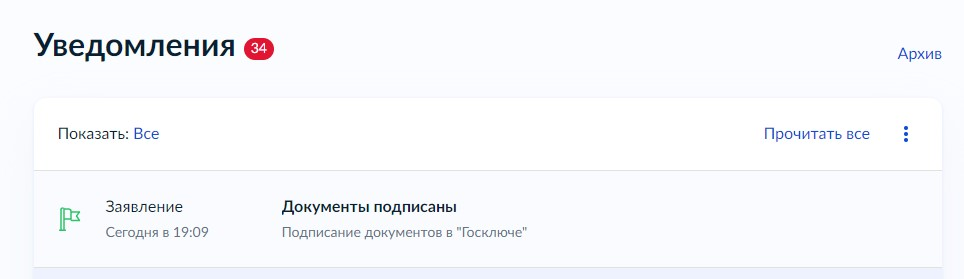 Уведомления 34
Архив
Показать: Все
Прочитать все
Заявление
Сегодня в 19:09
Документы подписаны
Подписание документов в "Госключе"